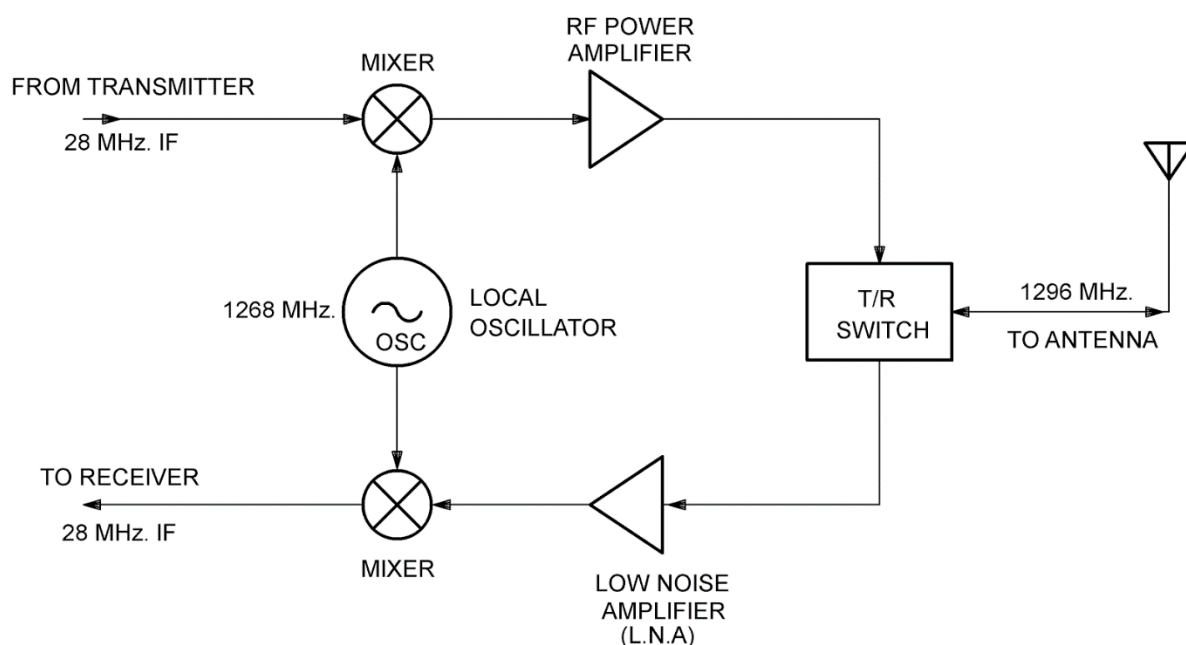 RF POWER
AMPLIFIER
MIXER
FROM TRANSMITTER
28 MHz. IF
1268 MHz.
OSC
LOCAL
OSCILLATOR
T/R
SWITCH
1296 MHz.
TO ANTENNA
TO RECEIVER
28 MHz. IF
MIXER
LOW NOISE
AMPLIFIER
(L.N.A)